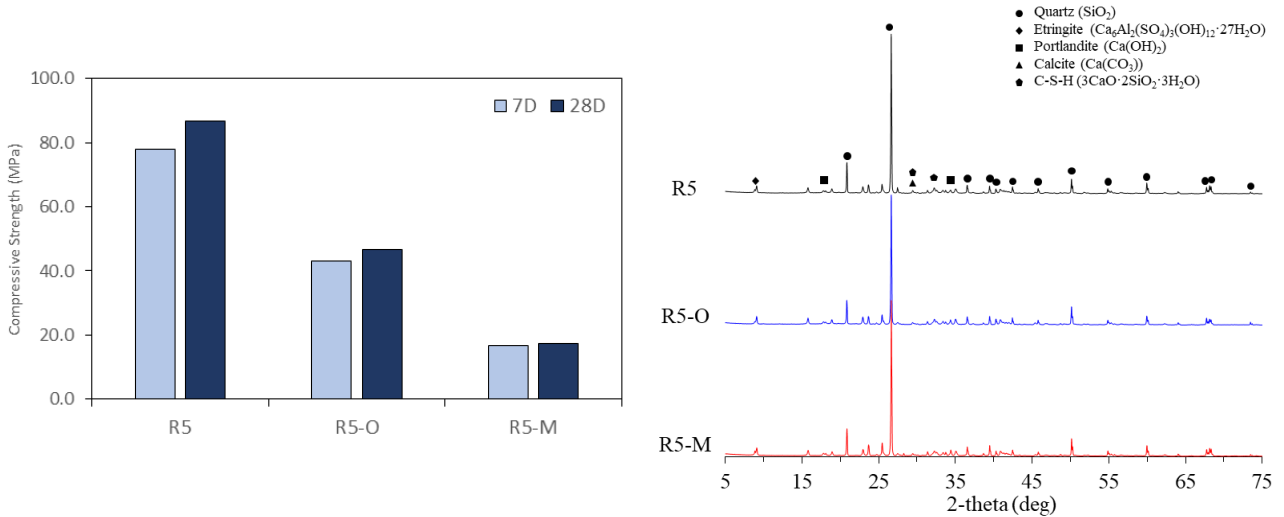 100.0
80.0
60.0
40.0
20.0
0.0
Compressive Strength (MPa)
7D 28D
R5 R5-O R5-M
Quartz (SiO₂)
Etringite (Ca₆Al₂(SO₄)₃(OH)₁₂·27H₂O)
Portlandite (Ca(OH)₂)
Calcite (Ca(CO₃))
C-S-H (3CaO·2SiO₂·3H₂O)
R5
R5-O
R5-M
5 15 25 35 45 55 65 75
2-theta (deg)